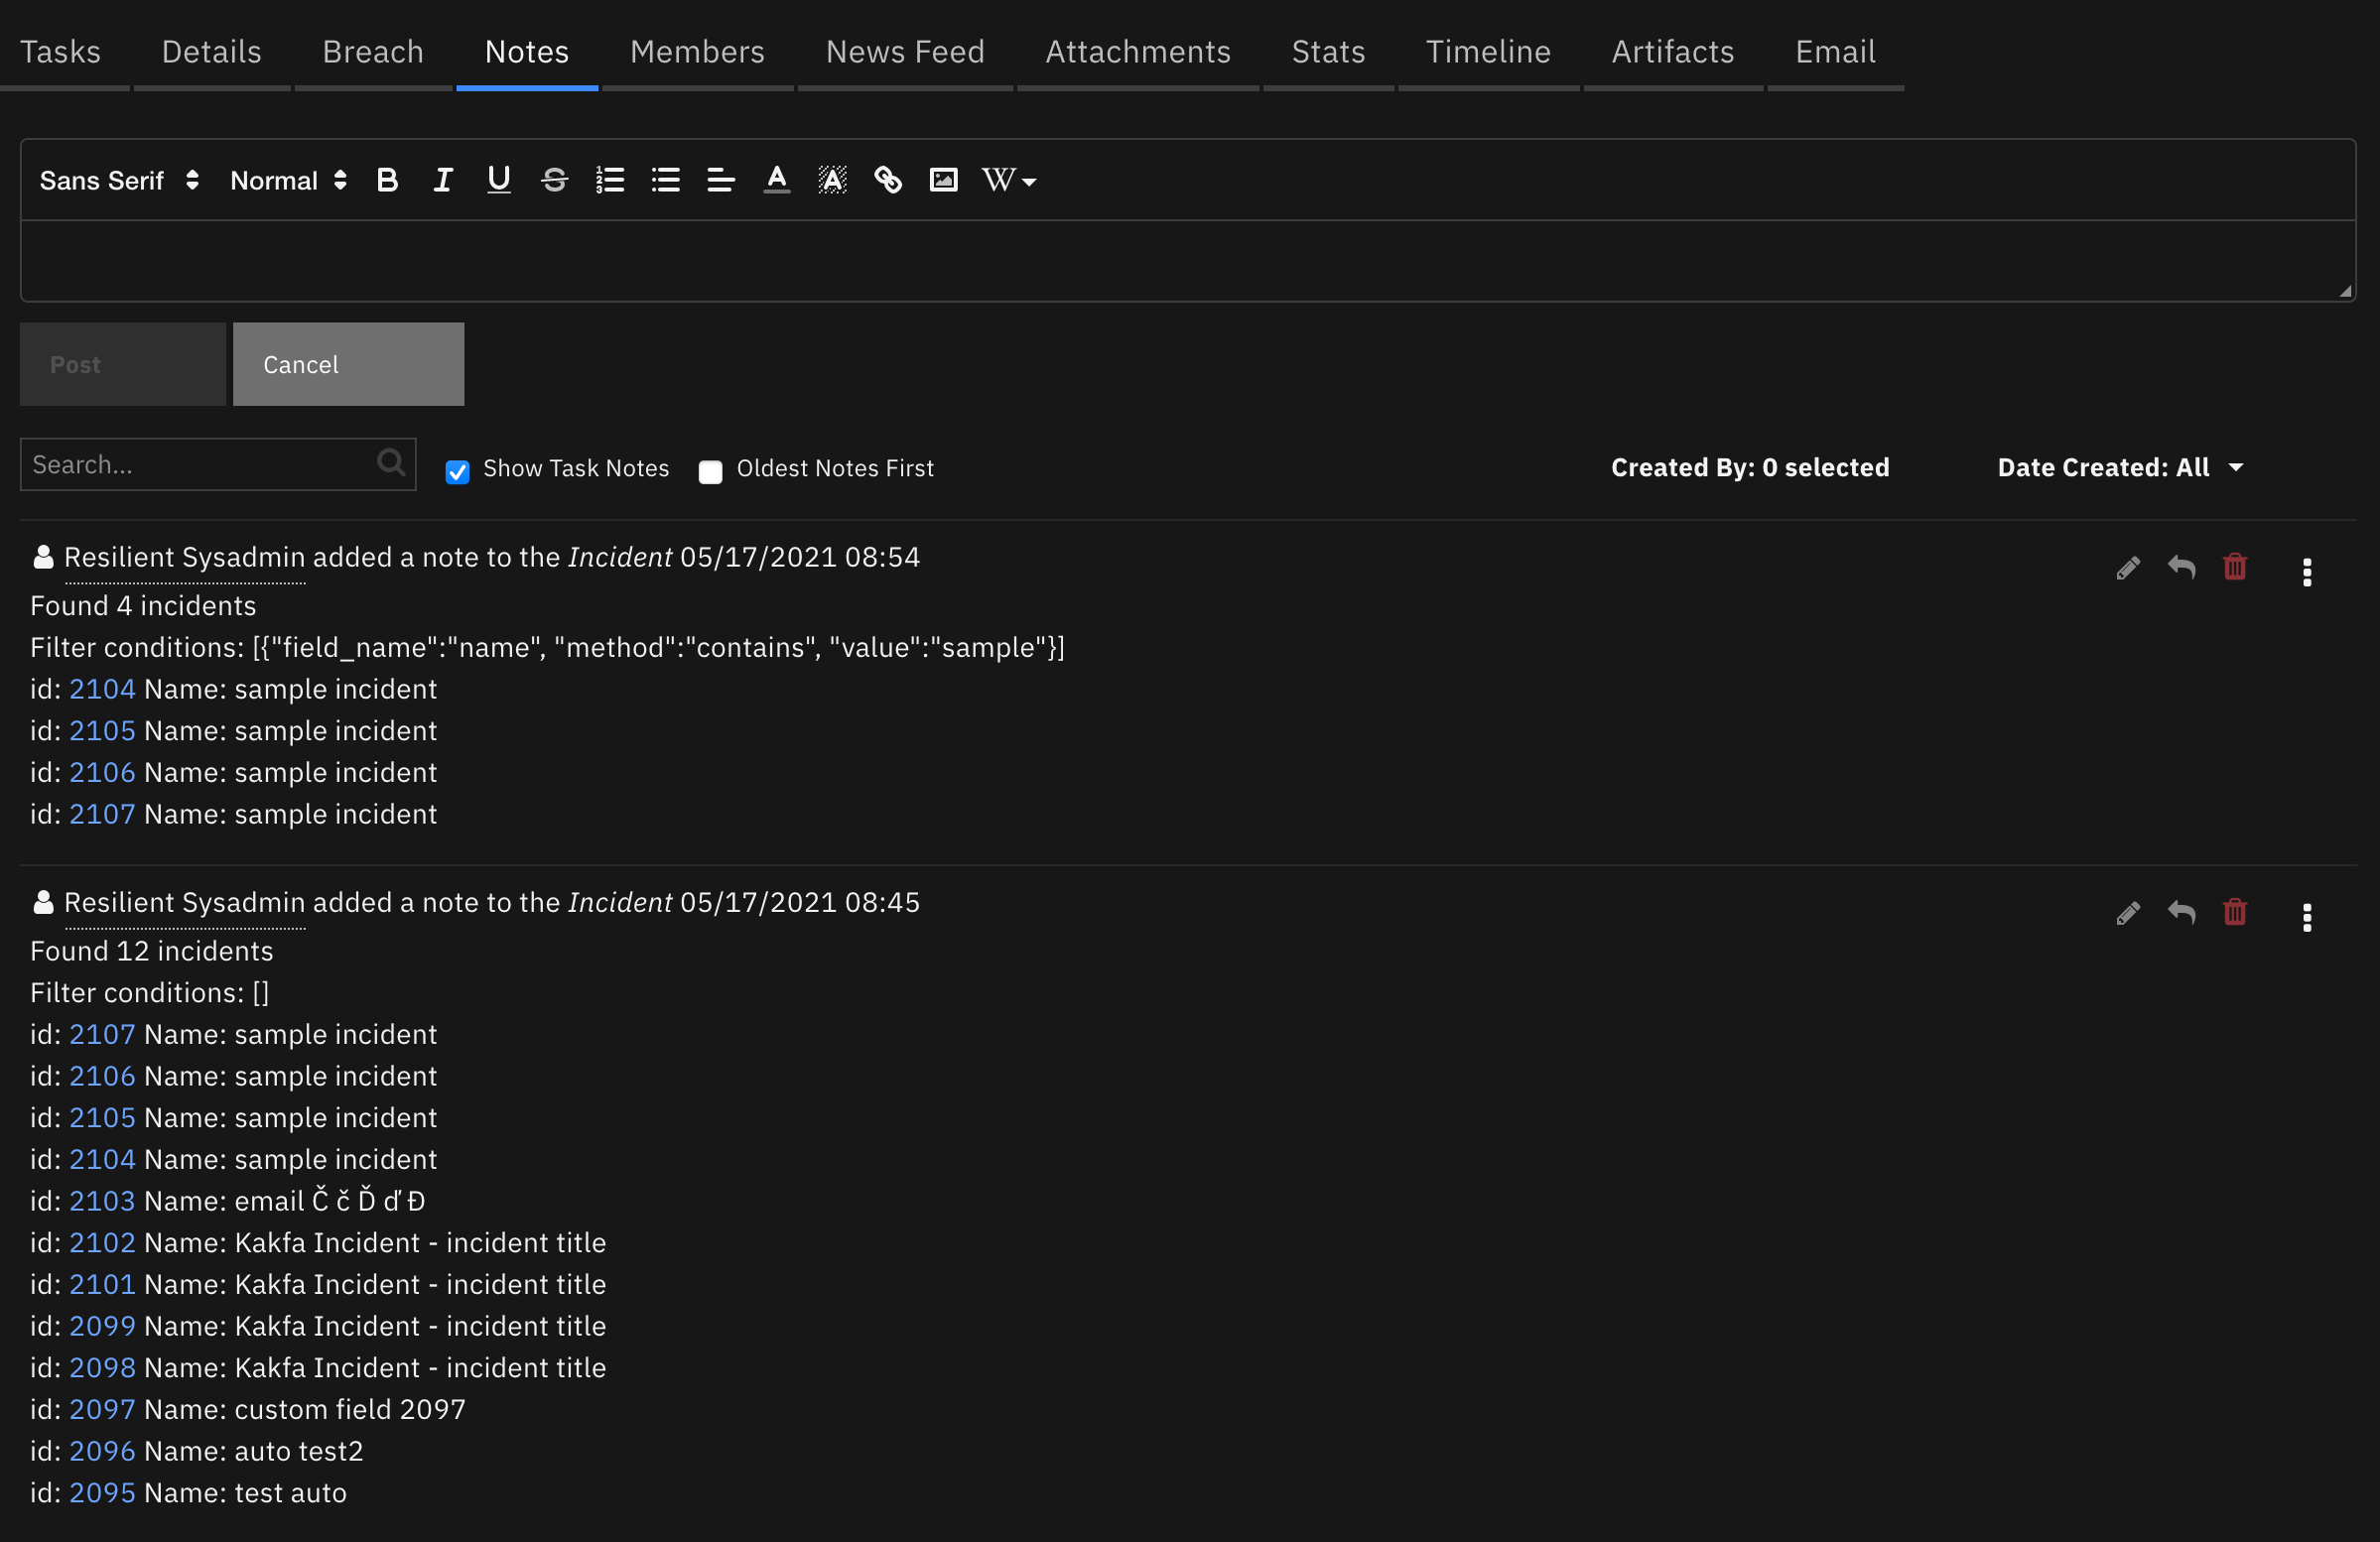 Tasks Details Breach Notes Members News Feed Attachments Stats Timeline Artifacts Email
Sans Serif Normal B I U S A A W
Post Cancel
Search... Show Task Notes Oldest Notes First Created By: 0 selected Date Created: All
Resilient Sysadmin added a note to the Incident 05/17/2021 08:54
Found 4 incidents
Filter conditions: [{"field_name":"name", "method":"contains", "value":"sample"}]
id: 2104 Name: sample incident
id: 2105 Name: sample incident
id: 2106 Name: sample incident
id: 2107 Name: sample incident
Resilient Sysadmin added a note to the Incident 05/17/2021 08:45
Found 12 incidents
Filter conditions: []
id: 2107 Name: sample incident
id: 2106 Name: sample incident
id: 2105 Name: sample incident
id: 2104 Name: sample incident
id: 2103 Name: email Č č Ď ď Đ
id: 2102 Name: Kakfa Incident - incident title
id: 2101 Name: Kakfa Incident - incident title
id: 2099 Name: Kakfa Incident - incident title
id: 2098 Name: Kakfa Incident - incident title
id: 2097 Name: custom field 2097
id: 2096 Name: auto test2
id: 2095 Name: test auto